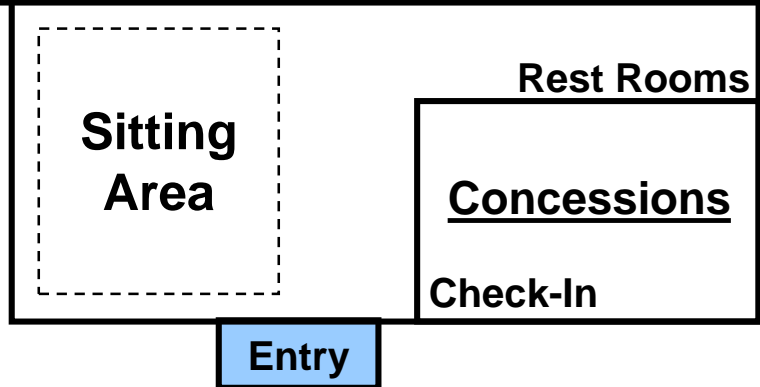 Rest Rooms
Sitting
Area
Concessions
Check-In
Entry